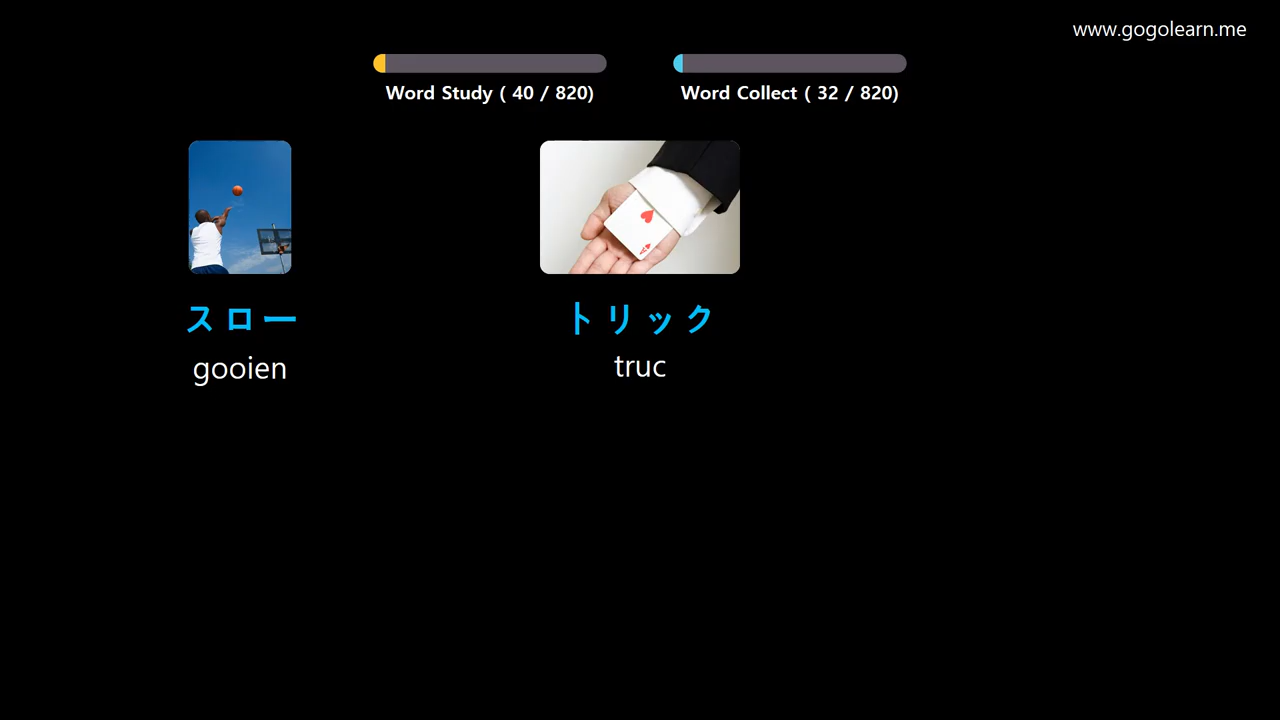 www.gogolearn.me
Word Study ( 40 / 820)
Word Collect ( 32 / 820)
スロー
トリック
gooien
truc